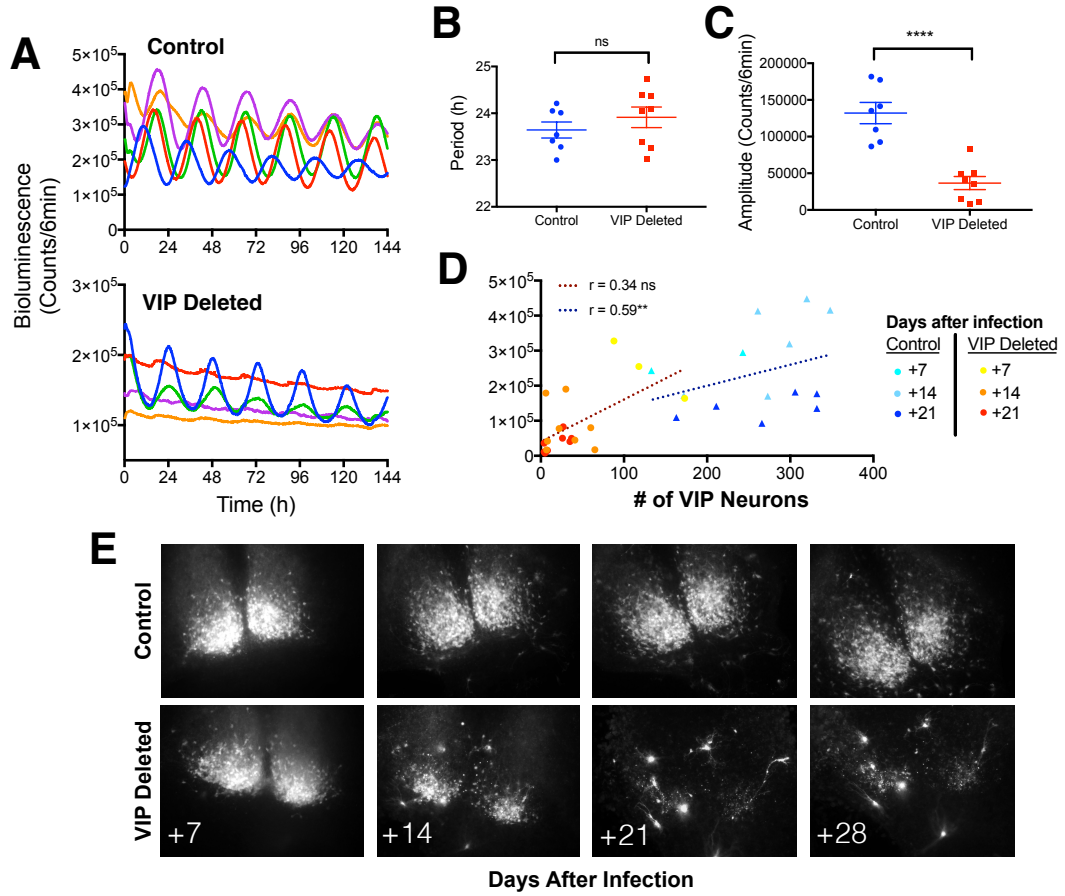 A
Control
5×10⁵
4×10⁵
3×10⁵
2×10⁵
1×10⁵
0
0 24 48 72 96 120 144
VIP Deleted
3×10⁵
2×10⁵
1×10⁵
0 24 48 72 96 120 144
Time (h)
Bioluminescence
(Counts/6min)
B
ns
25
24
23
22
Period (h)
Control VIP Deleted
C
****
200000
150000
100000
50000
0
Amplitude (Counts/6min)
Control VIP Deleted
D
5×10⁵
4×10⁵
3×10⁵
2×10⁵
1×10⁵
0
r = 0.34 ns
r = 0.59**
0 100 200 300 400
# of VIP Neurons
Days after infection
Control VIP Deleted
+7 +7
+14 +14
+21 +21
E
Control
VIP Deleted
+7 +14 +21 +28
Days After Infection